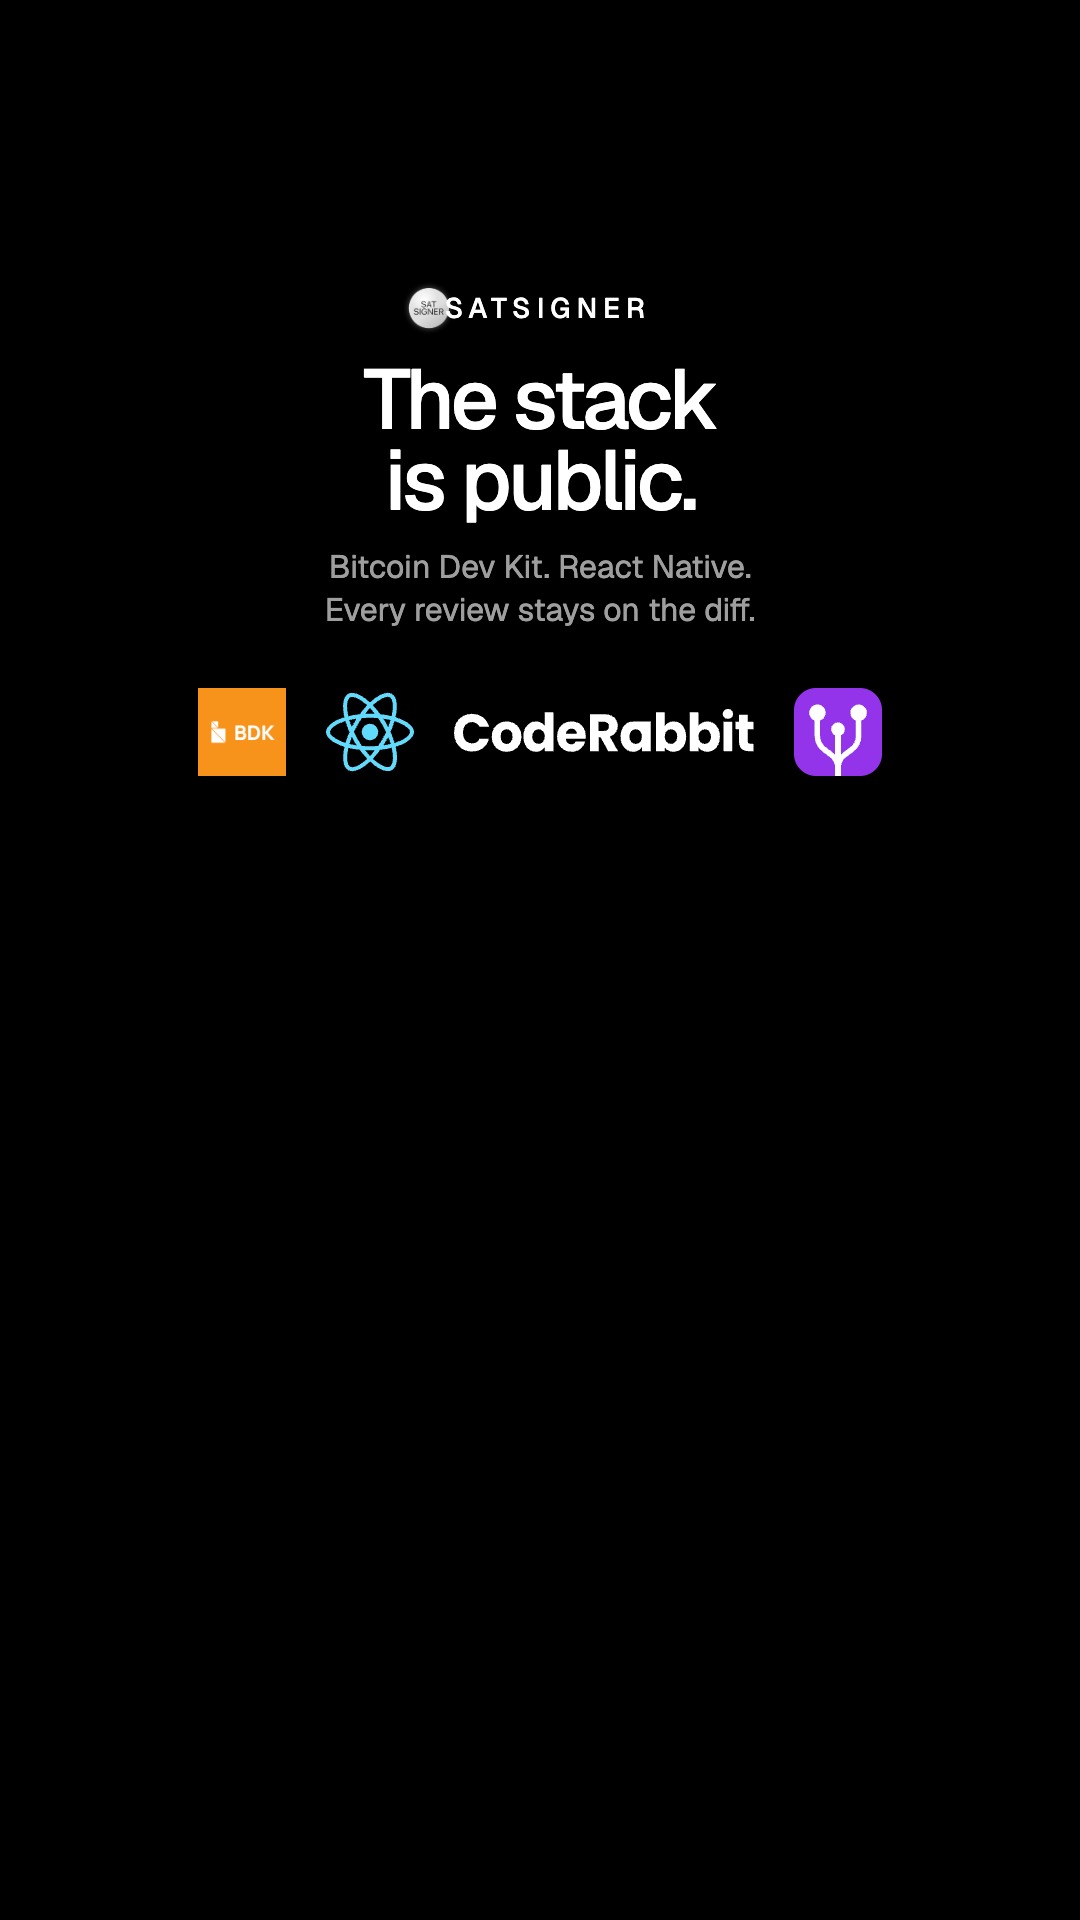 SAT
SIGNER
SATSIGNER
The stack
is public.
Bitcoin Dev Kit. React Native.
Every review stays on the diff.
BDK
CodeRabbit